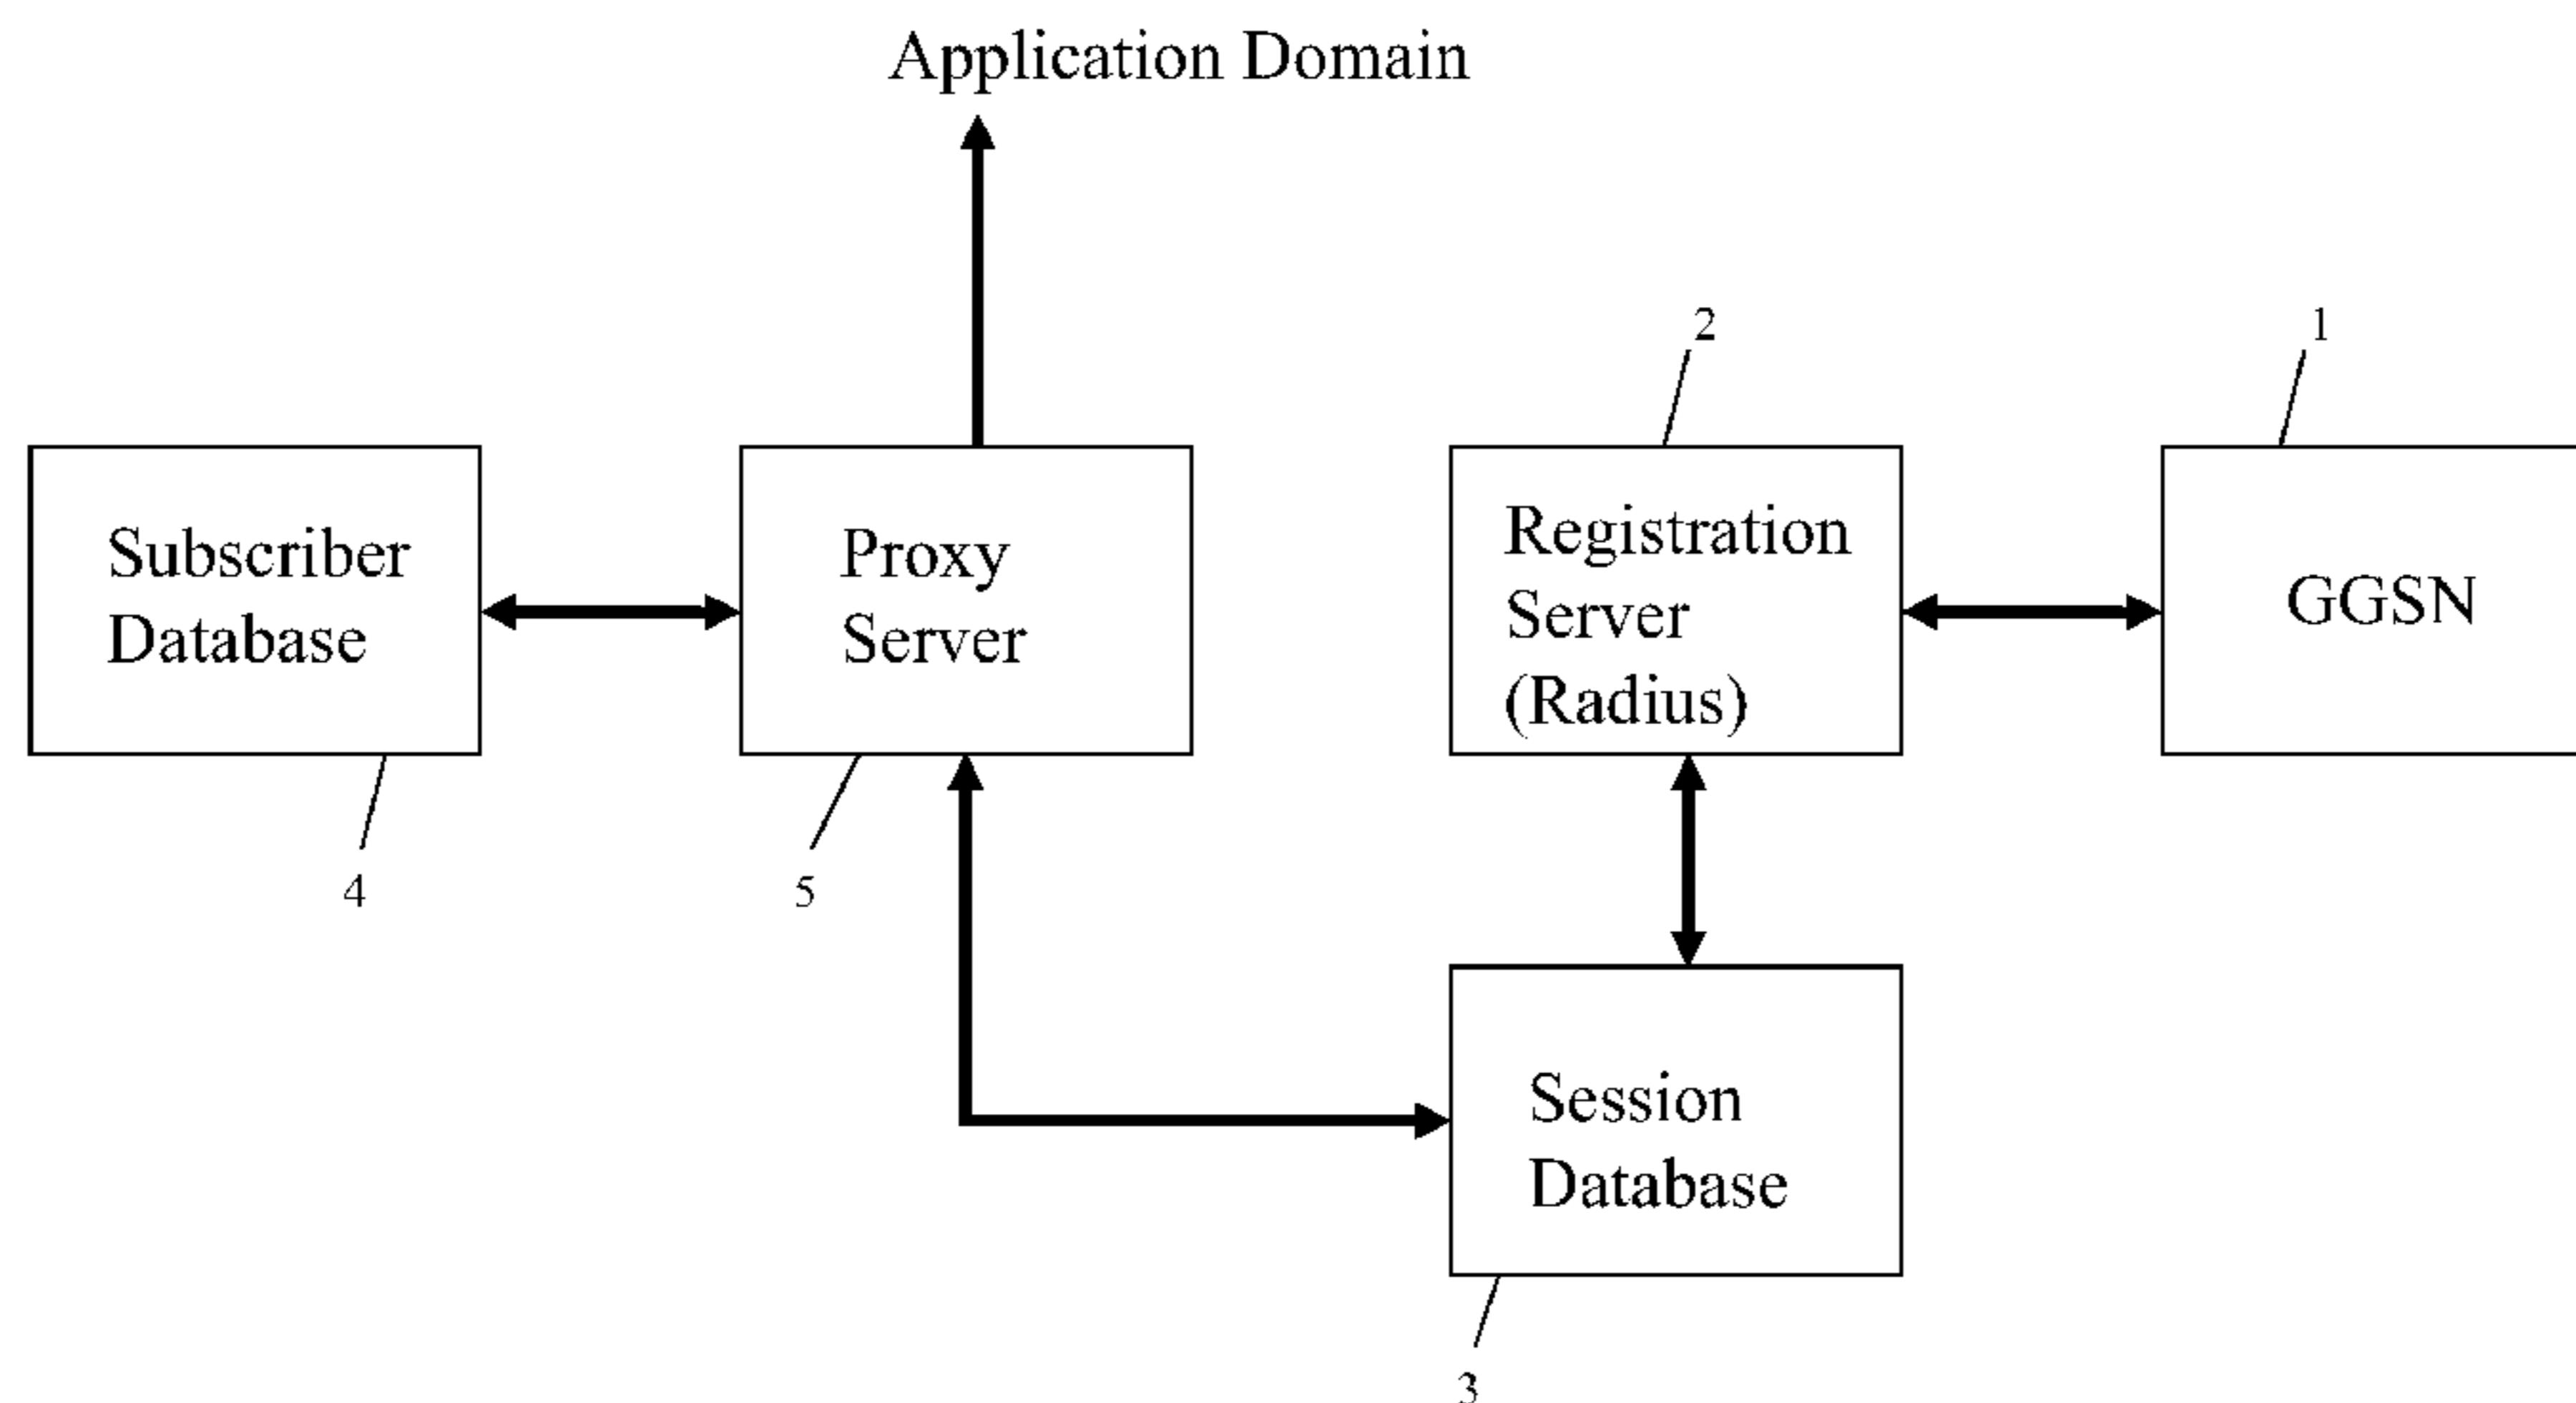 Application Domain
2
1
Subscriber
Database
Proxy
Server
Registration
Server
(Radius)
GGSN
4
5
Session
Database
3